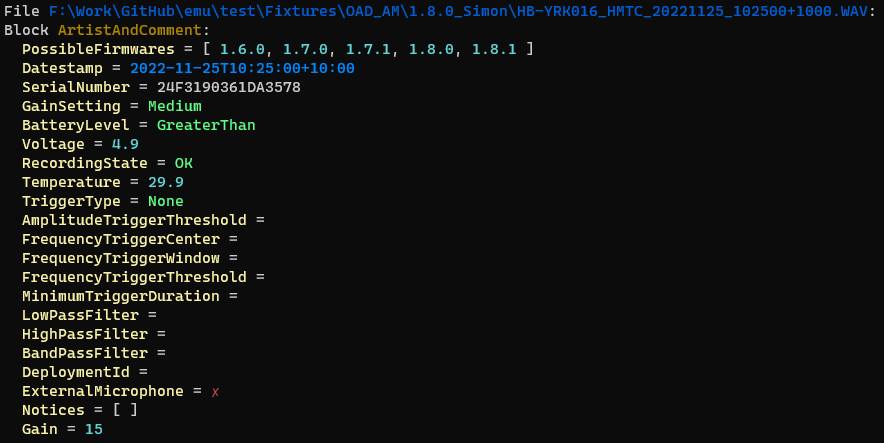 File F:\Work\GitHub\emu\test\Fixtures\OAD_AM\1.8.0_Simon\HB-YRK016_HMTC_20221125_102500+1000.WAV:
Block ArtistAndComment:
PossibleFirmwares = [ 1.6.0, 1.7.0, 1.7.1, 1.8.0, 1.8.1 ]
Datestamp = 2022-11-25T10:25:00+10:00
SerialNumber = 24F3190361DA3578
GainSetting = Medium
BatteryLevel = GreaterThan
Voltage = 4.9
RecordingState = OK
Temperature = 29.9
TriggerType = None
AmplitudeTriggerThreshold =
FrequencyTriggerCenter =
FrequencyTriggerWindow =
FrequencyTriggerThreshold =
MinimumTriggerDuration =
LowPassFilter =
HighPassFilter =
BandPassFilter =
DeploymentId =
ExternalMicrophone = ✗
Notices = [ ]
Gain = 15